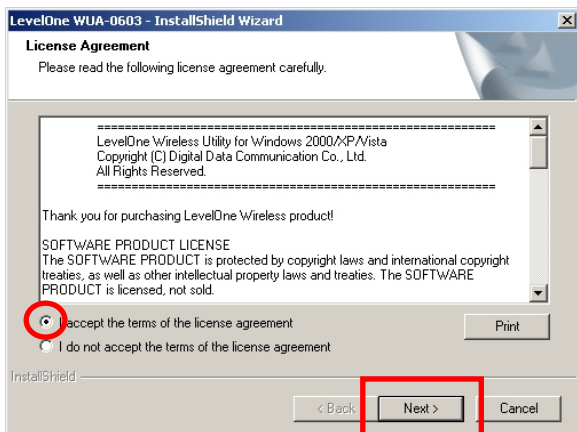 LevelOne WUA-0603 - InstallShield Wizard
License Agreement
Please read the following license agreement carefully.
============================================================
LevelOne Wireless Utility for Windows 2000/XP/Vista
Copyright (C) Digital Data Communication Co., Ltd.
All Rights Reserved.
============================================================
Thank you for purchasing LevelOne Wireless product!
SOFTWARE PRODUCT LICENSE
The SOFTWARE PRODUCT is protected by copyright laws and international copyright
treaties, as well as other intellectual property laws and treaties. The SOFTWARE
PRODUCT is licensed, not sold.
I accept the terms of the license agreement
Print
I do not accept the terms of the license agreement
InstallShield
< Back
Next >
Cancel